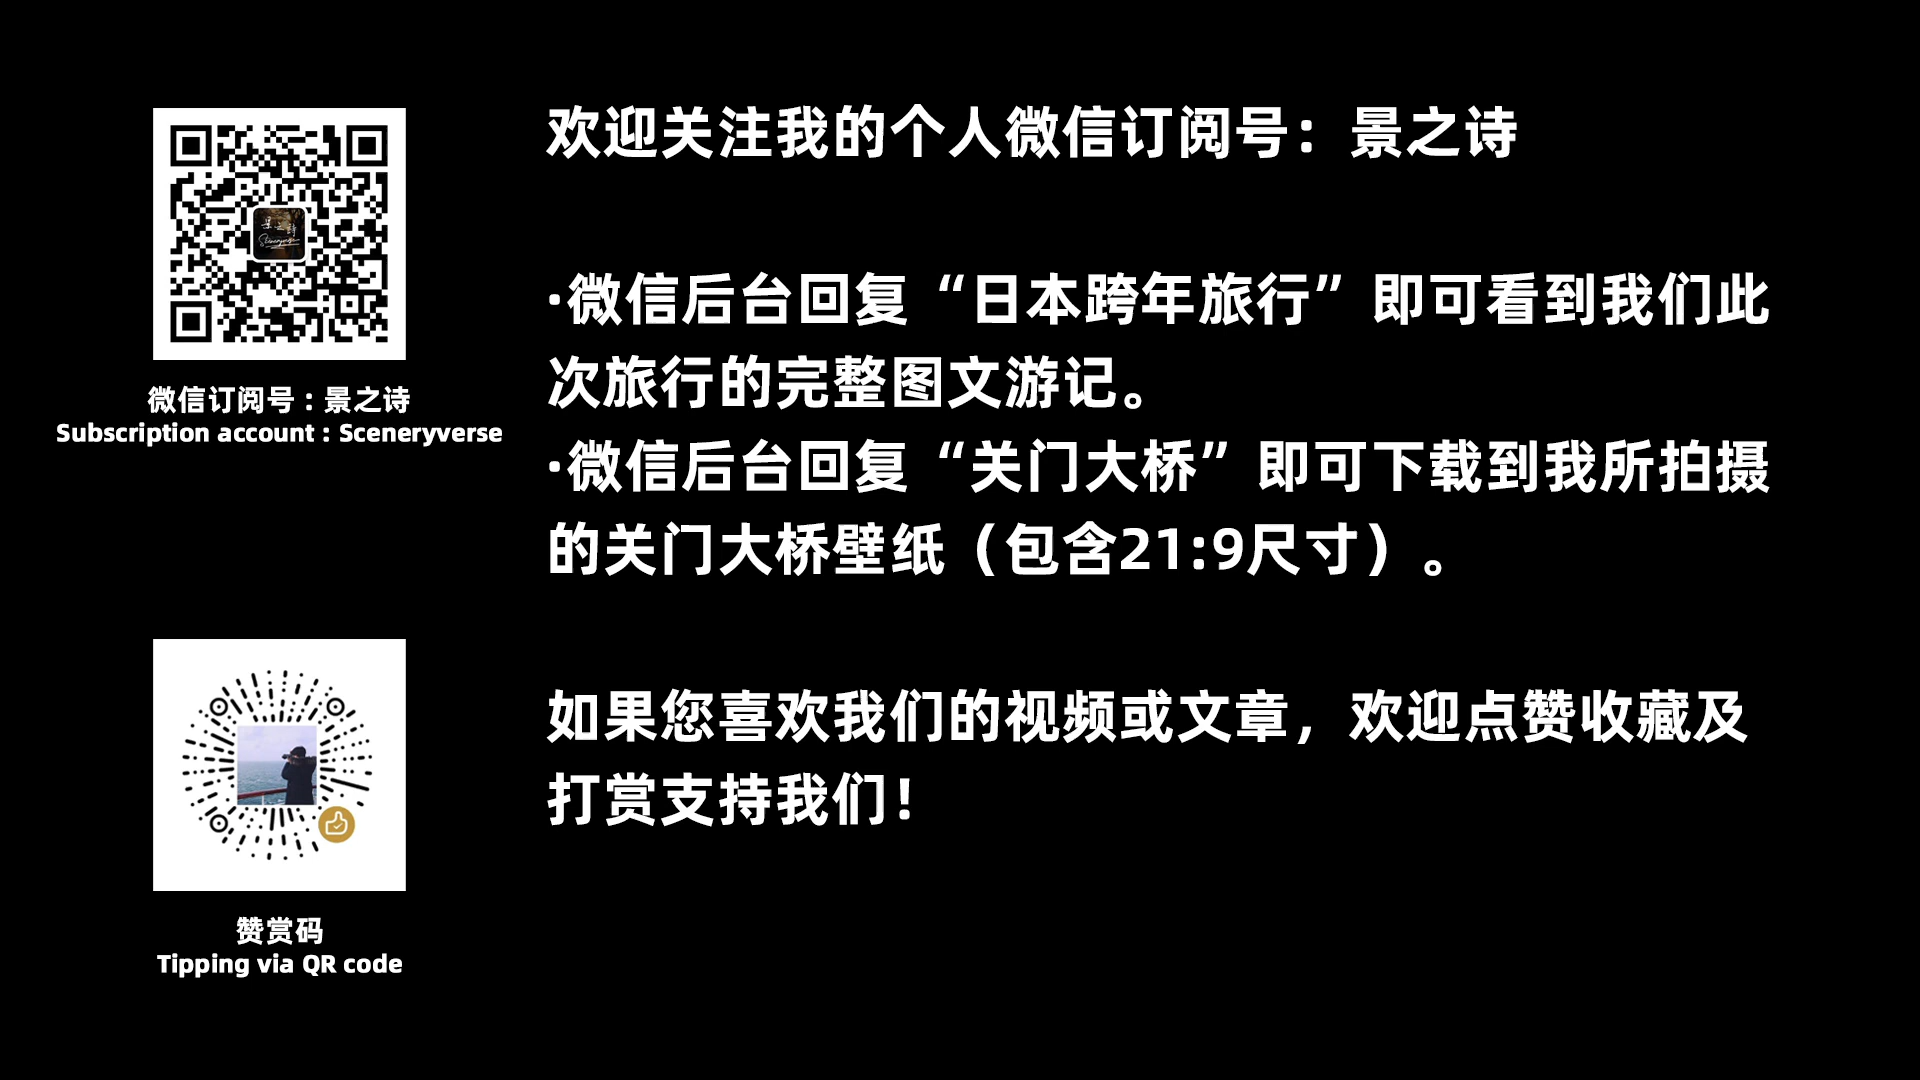 欢迎关注我的个人微信订阅号：景之诗
·微信后台回复“日本跨年旅行”即可看到我们此
次旅行的完整图文游记。
·微信后台回复“关门大桥”即可下载到我所拍摄
的关门大桥壁纸（包含21:9尺寸）。
如果您喜欢我们的视频或文章，欢迎点赞收藏及
打赏支持我们！
景之诗
Sceneryverse
微信订阅号：景之诗
Subscription account : Sceneryverse
赞赏码
Tipping via QR code